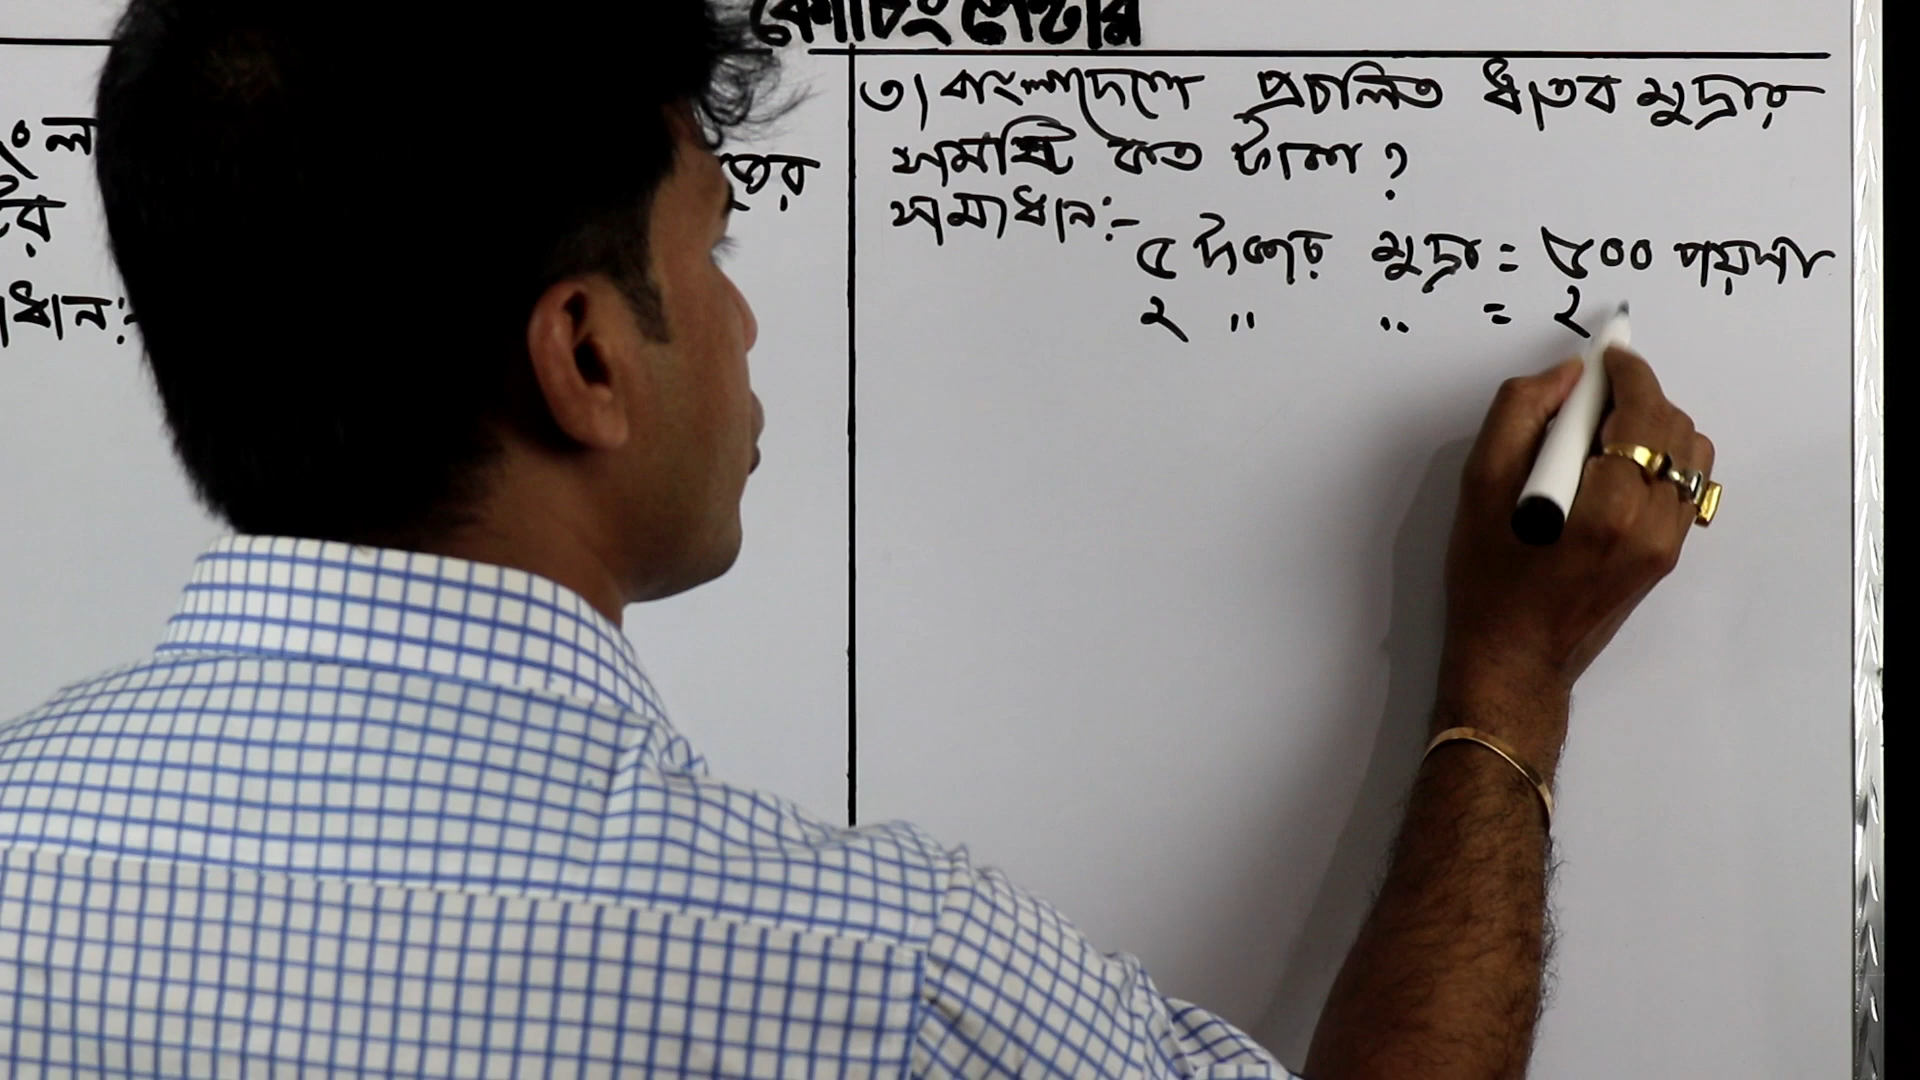 কোচিং সেন্টার
৩) বাংলাদেশে প্রচলিত ধাতব মুদ্রার
সমষ্টি কত টাকা?
সমাধান:-
৫ টাকার মুদ্রা = ৫০০ পয়সা
২ " " = ২
ধান:-